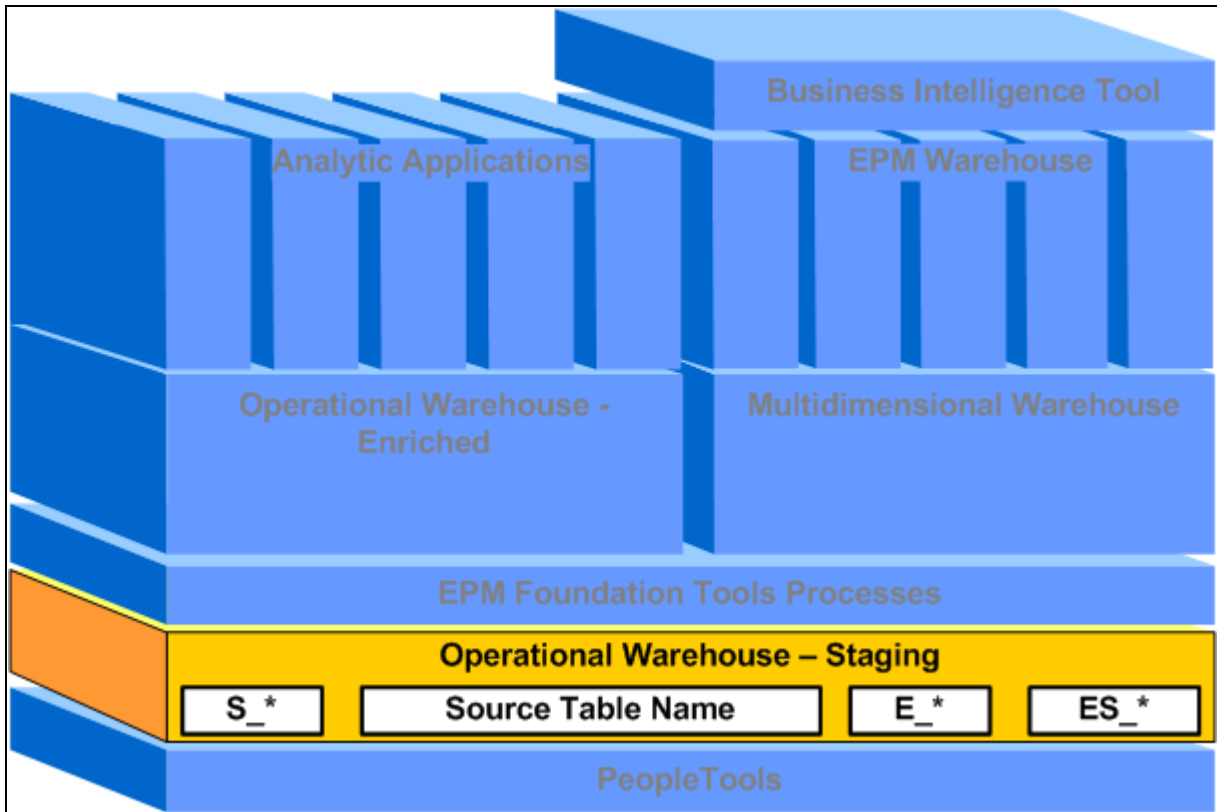 Business Intelligence Tool
Analytic Applications
EPM Warehouse
Operational Warehouse -
Enriched
Multidimensional Warehouse
EPM Foundation Tools Processes
Operational Warehouse – Staging
S_*
Source Table Name
E_*
ES_*
PeopleTools